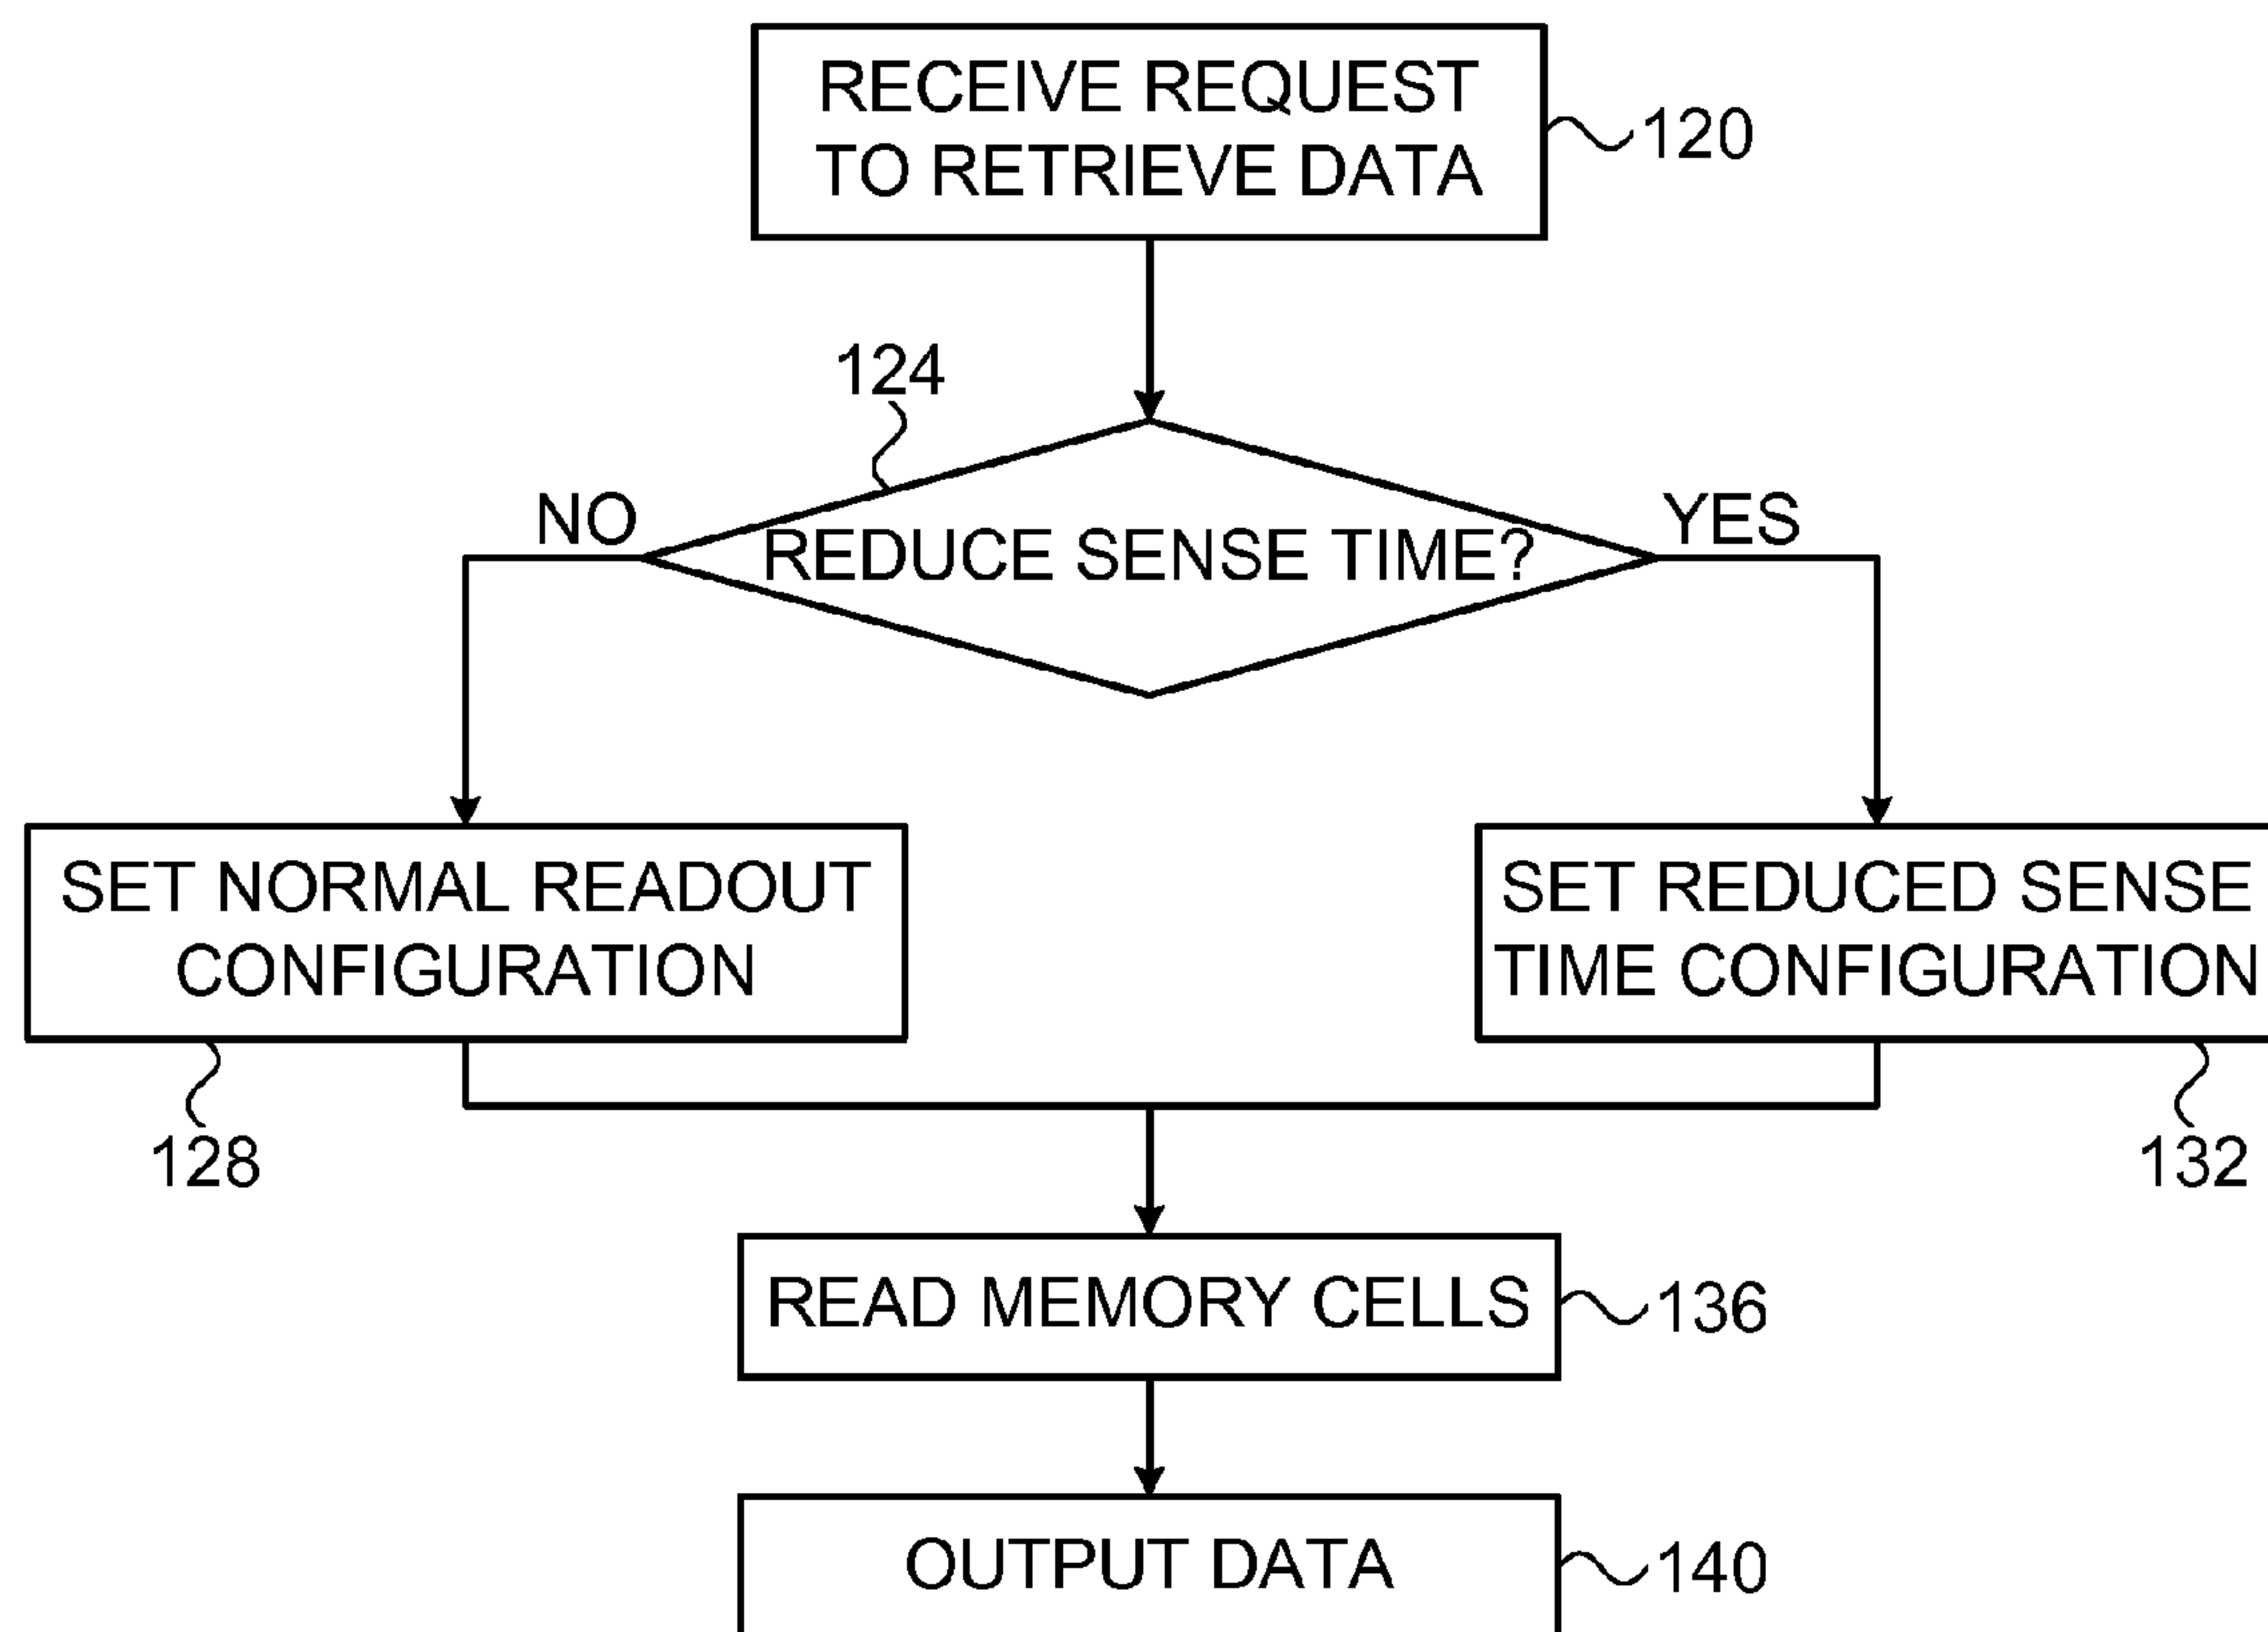 RECEIVE REQUEST
TO RETRIEVE DATA
120
124
NO
REDUCE SENSE TIME?
YES
SET NORMAL READOUT
CONFIGURATION
SET REDUCED SENSE
TIME CONFIGURATION
128
132
READ MEMORY CELLS
136
OUTPUT DATA
140